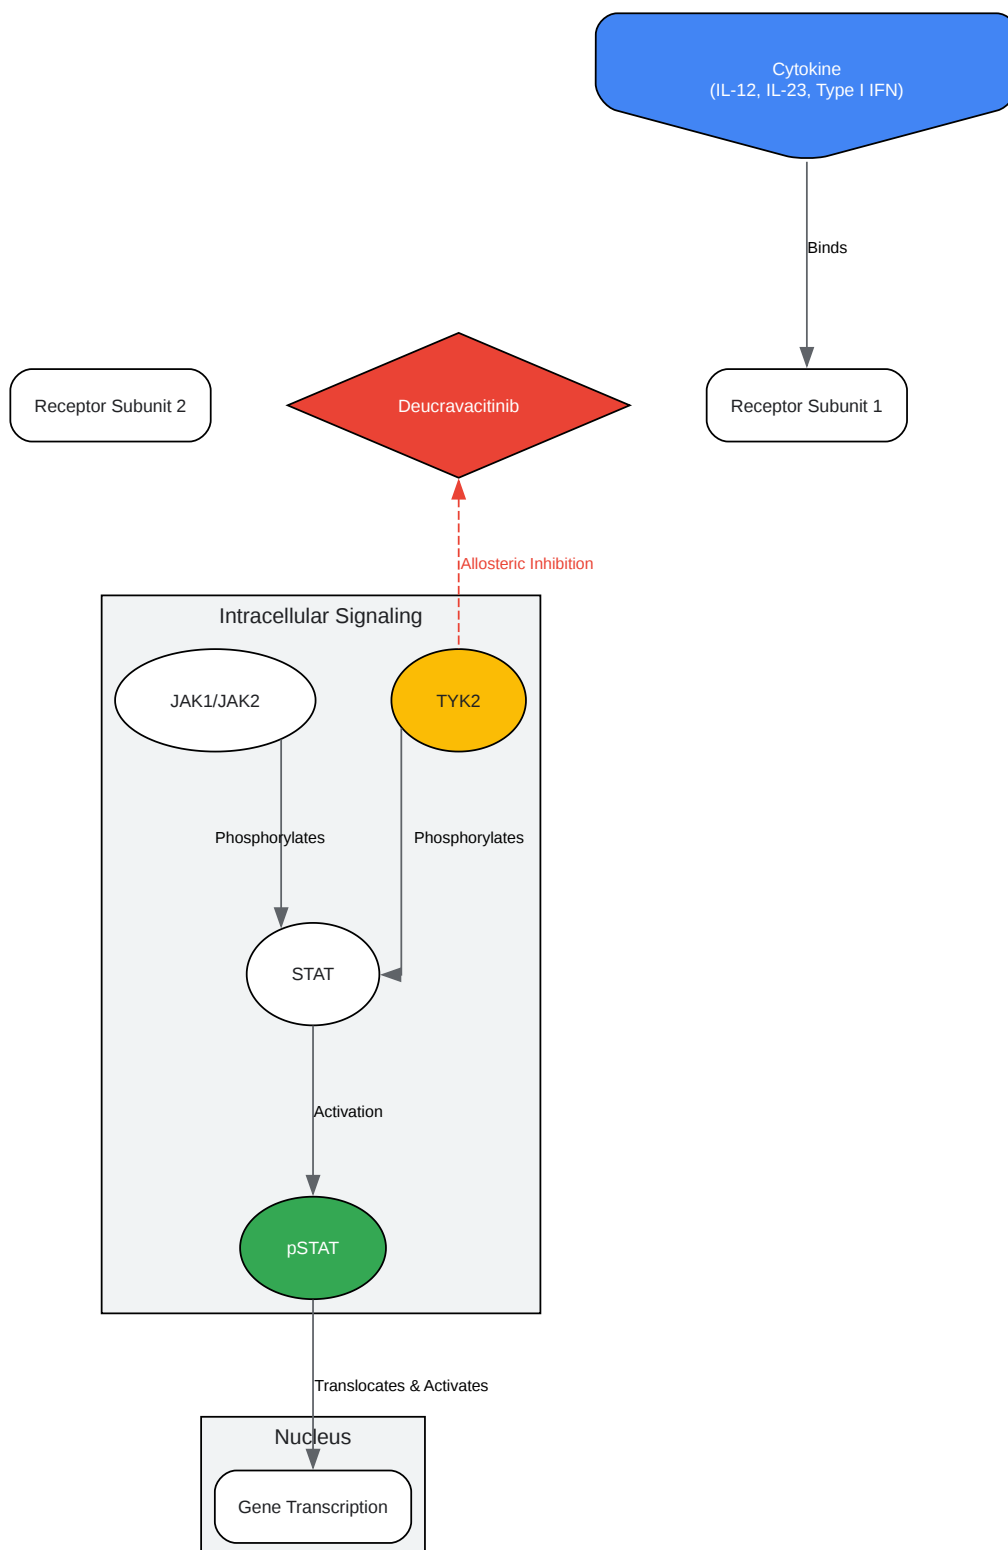 Cytokine
(IL-12, IL-23, Type I IFN)
Binds
Receptor Subunit 2
Deucravacitinib
Receptor Subunit 1
Allosteric Inhibition
Intracellular Signaling
JAK1/JAK2
TYK2
Phosphorylates
Phosphorylates
STAT
Activation
pSTAT
Translocates & Activates
Nucleus
Gene Transcription